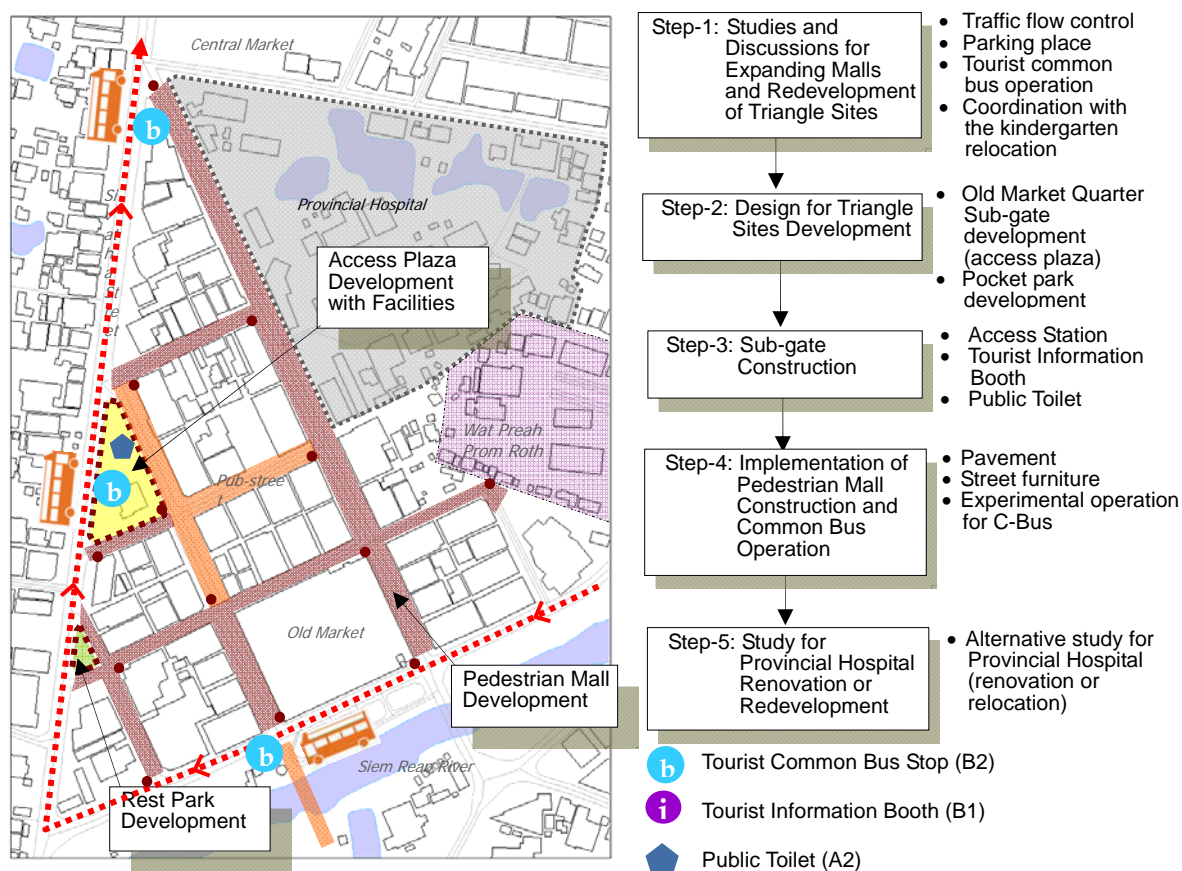 Central Market
b
Provincial Hospital
Access Plaza
Development
with Facilities
Wat Preah
Prom Roth
Pub-stree
t
b
Old Market
Pedestrian Mall
Development
b
Siem Reap River
Rest Park
Development
Step-1: Studies and
Discussions for
Expanding Malls
and Redevelopment
of Triangle Sites
• Traffic flow control
• Parking place
• Tourist common
bus operation
• Coordination with
the kindergarten
relocation
Step-2: Design for Triangle
Sites Development
• Old Market Quarter
Sub-gate
development
(access plaza)
• Pocket park
development
Step-3: Sub-gate
Construction
• Access Station
• Tourist Information
Booth
• Public Toilet
Step-4: Implementation of
Pedestrian Mall
Construction and
Common Bus
Operation
• Pavement
• Street furniture
• Experimental operation
for C-Bus
Step-5: Study for
Provincial Hospital
Renovation or
Redevelopment
• Alternative study for
Provincial Hospital
(renovation or
relocation)
b Tourist Common Bus Stop (B2)
i Tourist Information Booth (B1)
Public Toilet (A2)